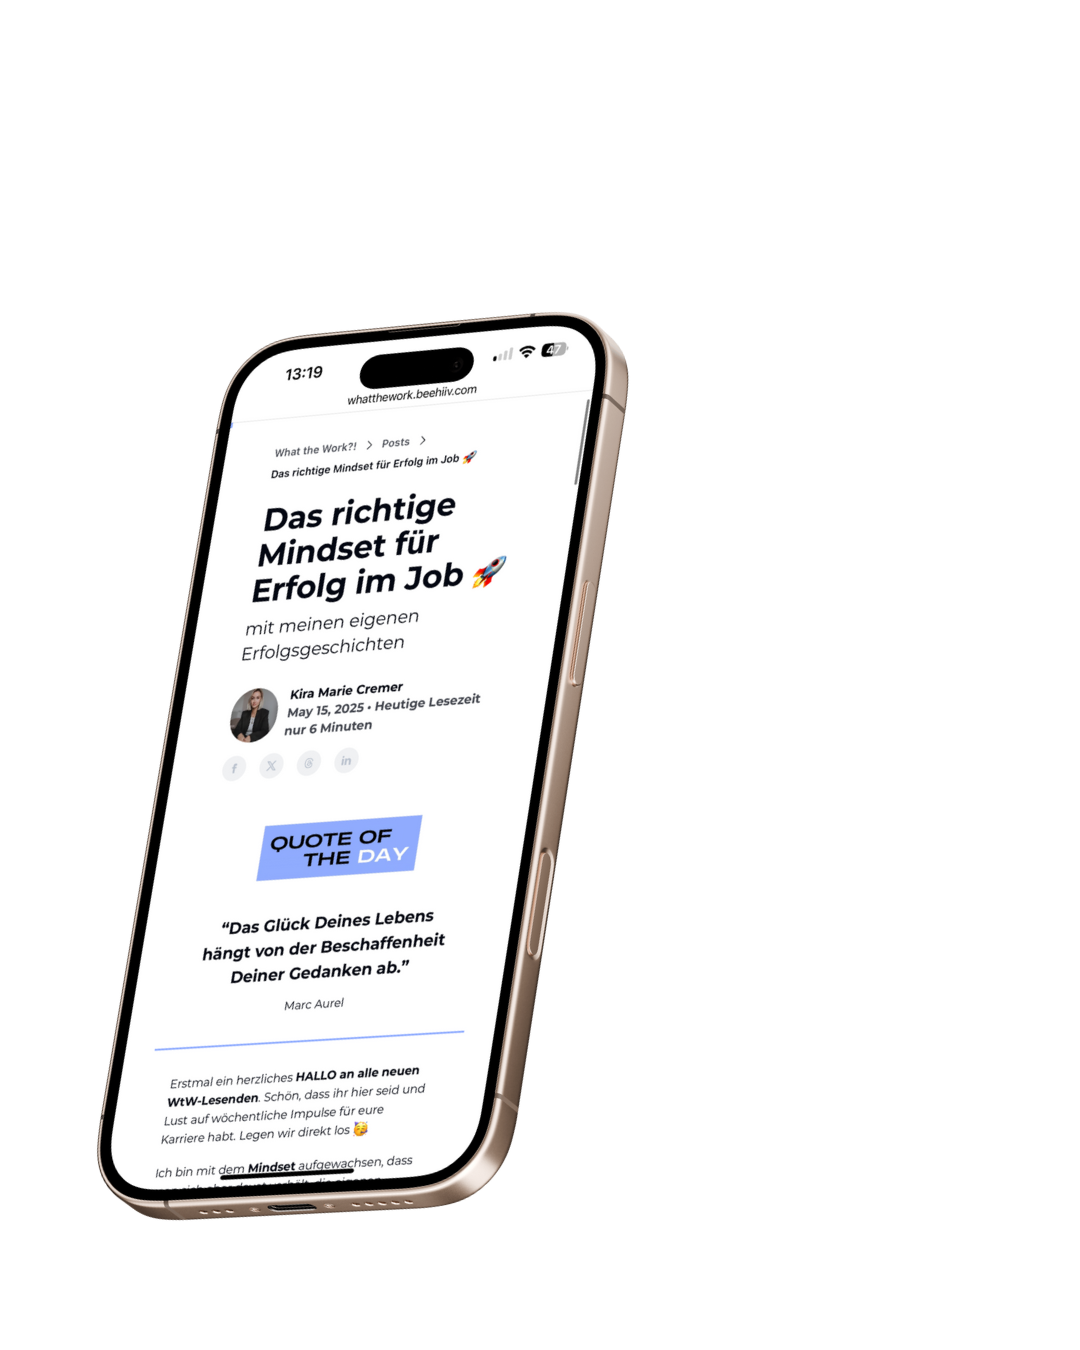 13:19
47
whatthework.beehiiv.com
What the Work?! > Posts >
Das richtige Mindset für Erfolg im Job 🚀
Das richtige
Mindset für
Erfolg im Job 🚀
mit meinen eigenen
Erfolgsgeschichten
Kira Marie Cremer
May 15, 2025 • Heutige Lesezeit
nur 6 Minuten
QUOTE OF
THE DAY
“Das Glück Deines Lebens
hängt von der Beschaffenheit
Deiner Gedanken ab.”
Marc Aurel
Erstmal ein herzliches HALLO an alle neuen
WtW-Lesenden. Schön, dass ihr hier seid und
Lust auf wöchentliche Impulse für eure
Karriere habt. Legen wir direkt los 🥳
Ich bin mit dem Mindset aufgewachsen, dass